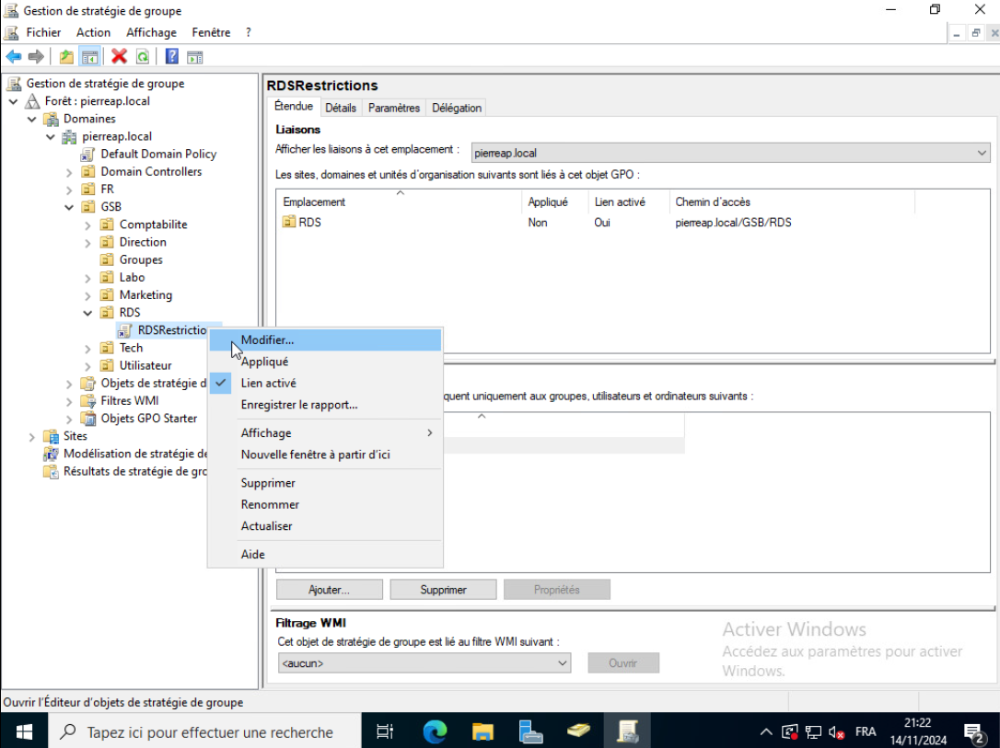 Gestion de stratégie de groupe
Fichier Action Affichage Fenêtre ?
Gestion de stratégie de groupe
Forêt : pierreap.local
Domaines
pierreap.local
Default Domain Policy
Domain Controllers
FR
GSB
Comptabilite
Direction
Groupes
Labo
Marketing
RDS
RDSRestriction
Tech
Utilisateur
Objets de stratégie d
Filtres WMI
Objets GPO Starter
Sites
Modélisation de stratégie de
Résultats de stratégie de gro
Modifier...
Appliqué
Lien activé
Enregistrer le rapport...
Affichage
Nouvelle fenêtre à partir d'ici
Supprimer
Renommer
Actualiser
Aide
RDSRestrictions
Étendue Détails Paramètres Délégation
Liaisons
Afficher les liaisons à cet emplacement : pierreap.local
Les sites, domaines et unités d'organisation suivants sont liés à cet objet GPO :
Emplacement Appliqué Lien activé Chemin d'accès
RDS Non Oui pierreap.local/GSB/RDS
quent uniquement aux groupes, utilisateurs et ordinateurs suivants :
Ajouter... Supprimer Propriétés
Filtrage WMI
Cet objet de stratégie de groupe est lié au filtre WMI suivant :
<aucun> Ouvrir
Activer Windows
Accédez aux paramètres pour activer
Windows.
Ouvrir l'Éditeur d'objets de stratégie de groupe
Tapez ici pour effectuer une recherche
FRA
21:22
14/11/2024
2